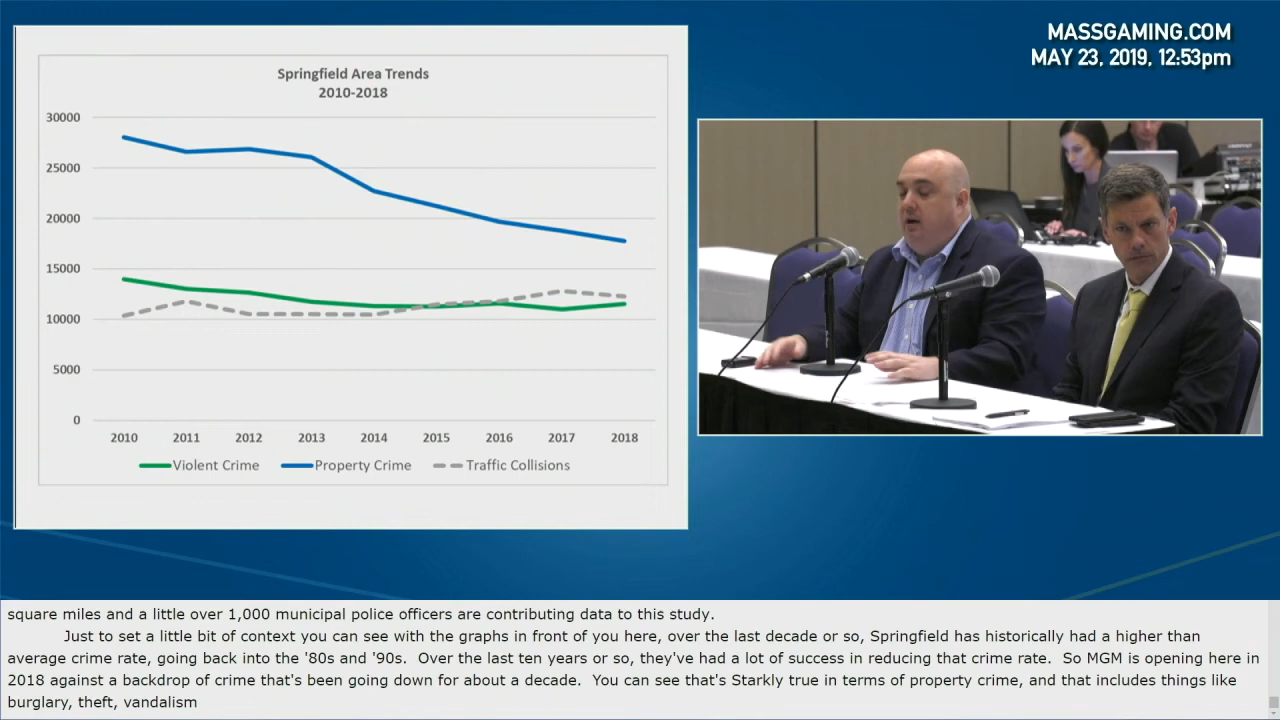 MASSGAMING.COM
MAY 23, 2019, 12:53pm
Springfield Area Trends
2010-2018
30000
25000
20000
15000
10000
5000
0
2010 2011 2012 2013 2014 2015 2016 2017 2018
Violent Crime Property Crime Traffic Collisions
square miles and a little over 1,000 municipal police officers are contributing data to this study.
Just to set a little bit of context you can see with the graphs in front of you here, over the last decade or so, Springfield has historically had a higher than
average crime rate, going back into the '80s and '90s. Over the last ten years or so, they've had a lot of success in reducing that crime rate. So MGM is opening here in
2018 against a backdrop of crime that's been going down for about a decade. You can see that's Starkly true in terms of property crime, and that includes things like
burglary, theft, vandalism